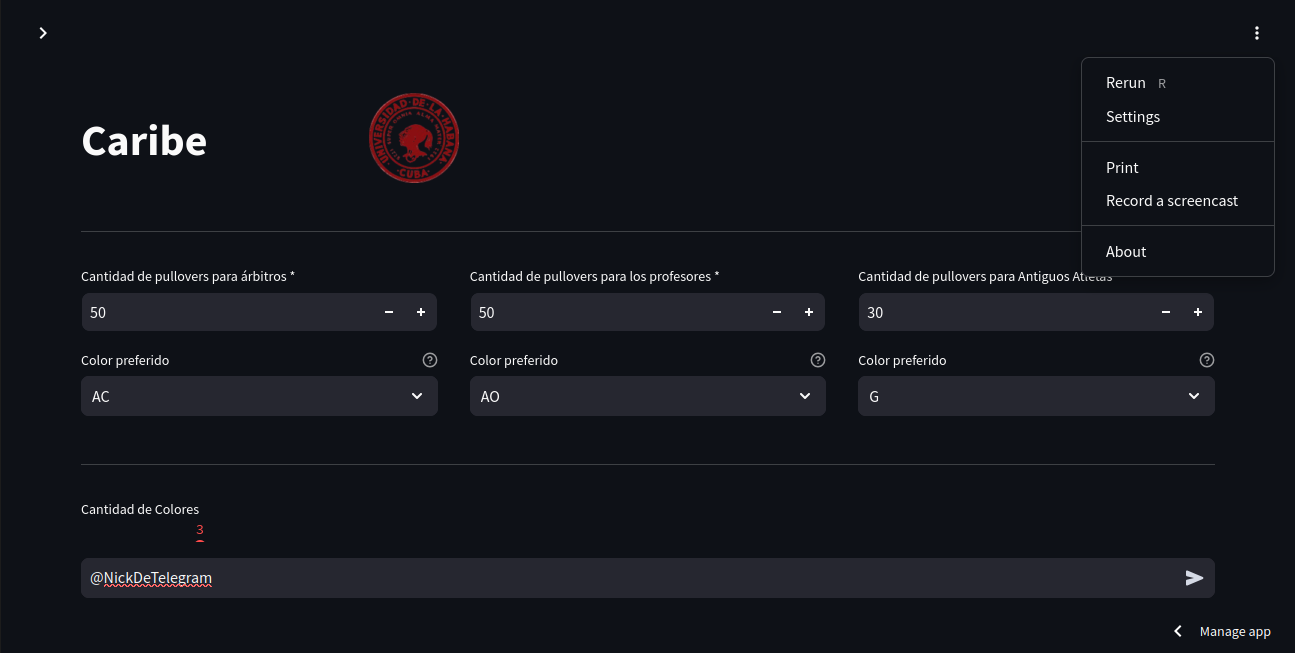 Rerun R
Settings
Print
Record a screencast
About
Caribe
UNIVERSIDAD DE LA HABANA
CUBA
Cantidad de pullovers para árbitros *
50
Color preferido
AC
Cantidad de pullovers para los profesores *
50
Color preferido
AO
Cantidad de pullovers para Antiguos Atletas
30
Color preferido
G
Cantidad de Colores
3
@NickDeTelegram
Manage app